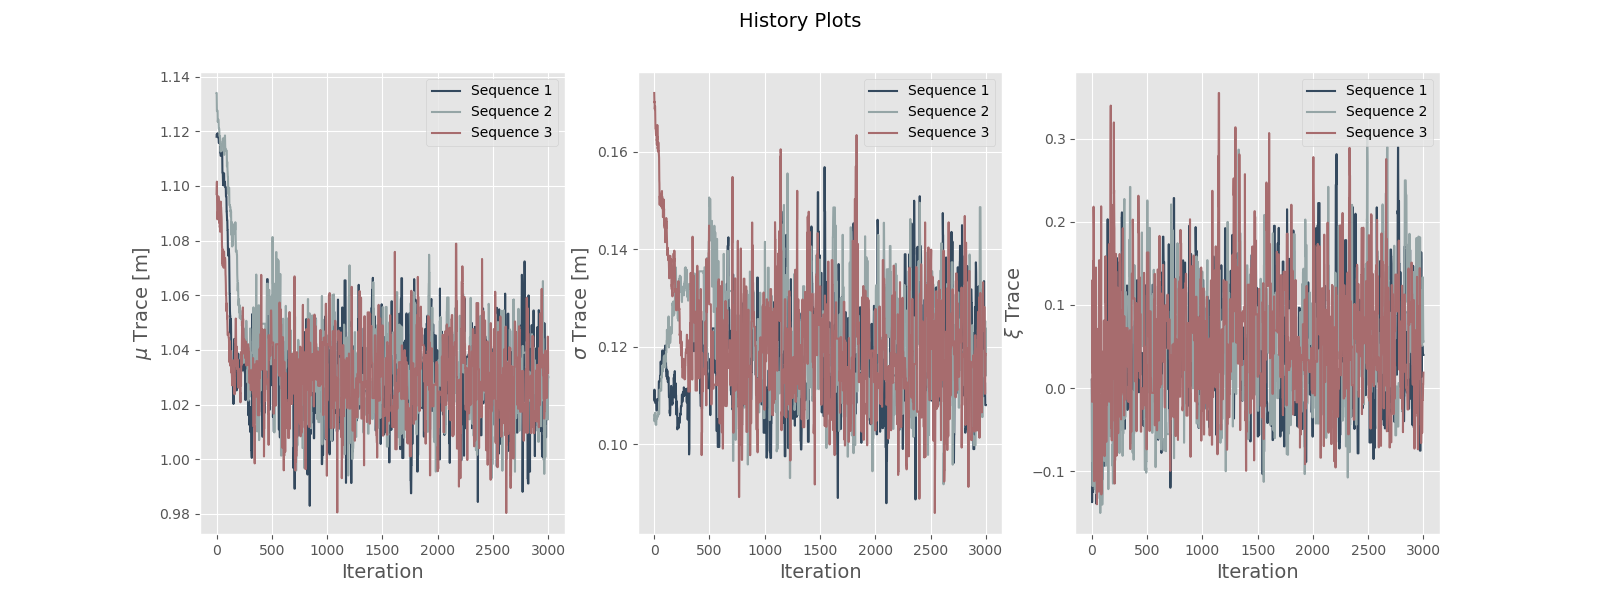 History Plots
μ Trace [m]
1.14
1.12
1.10
1.08
1.06
1.04
1.02
1.00
0.98
Sequence 1
Sequence 2
Sequence 3
0 500 1000 1500 2000 2500 3000
Iteration
σ Trace [m]
0.16
0.14
0.12
0.10
Sequence 1
Sequence 2
Sequence 3
0 500 1000 1500 2000 2500 3000
Iteration
ξ Trace
0.3
0.2
0.1
0.0
−0.1
Sequence 1
Sequence 2
Sequence 3
0 500 1000 1500 2000 2500 3000
Iteration